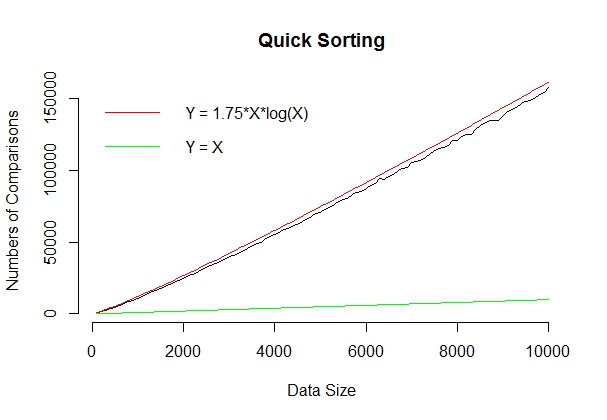 Quick Sorting
Numbers of Comparisons
150000
100000
50000
0
Y = 1.75*X*log(X)
Y = X
0 2000 4000 6000 8000 10000
Data Size